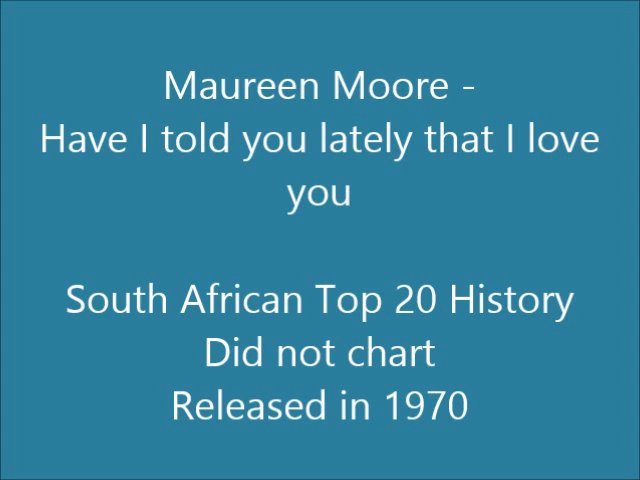 Maureen Moore -
Have I told you lately that I love
you
South African Top 20 History
Did not chart
Released in 1970